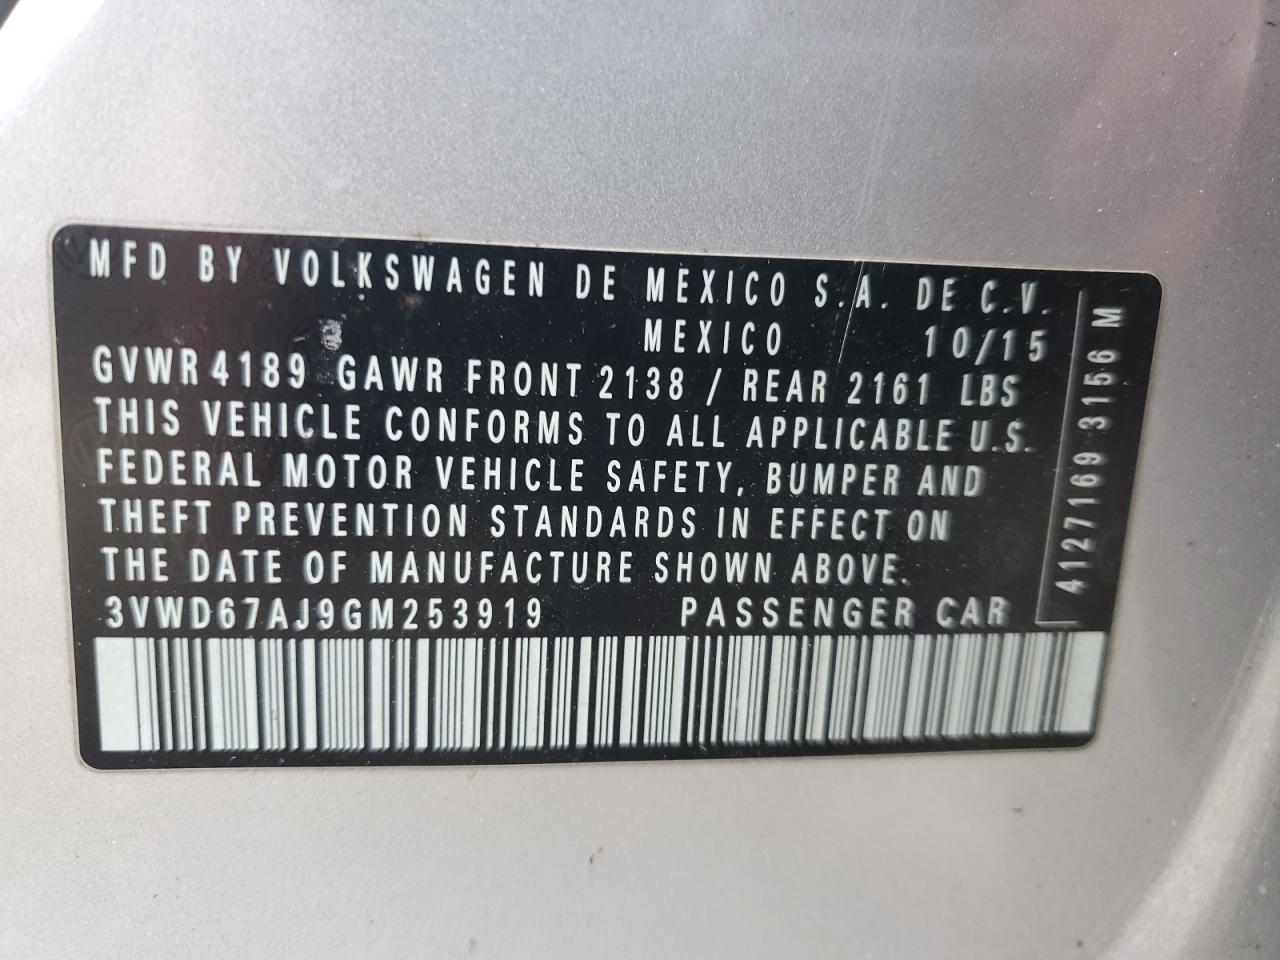 MFD BY VOLKSWAGEN DE MEXICO S.A. DE C.V.
MEXICO 10/15
GVWR 4189 GAWR FRONT 2138 / REAR 2161 LBS
THIS VEHICLE CONFORMS TO ALL APPLICABLE U.S.
FEDERAL MOTOR VEHICLE SAFETY, BUMPER AND
THEFT PREVENTION STANDARDS IN EFFECT ON
THE DATE OF MANUFACTURE SHOWN ABOVE.
3VWD67AJ9GM253919 PASSENGER CAR
4127169 3156 M